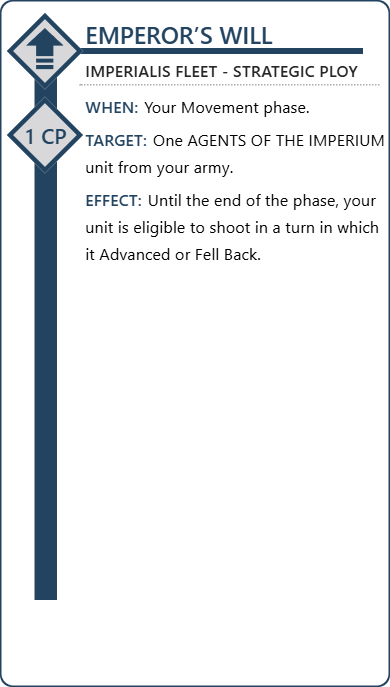 EMPEROR’S WILL
IMPERIALIS FLEET - STRATEGIC PLOY
WHEN: Your Movement phase.
1 CP
TARGET: One AGENTS OF THE IMPERIUM
unit from your army.
EFFECT: Until the end of the phase, your
unit is eligible to shoot in a turn in which
it Advanced or Fell Back.